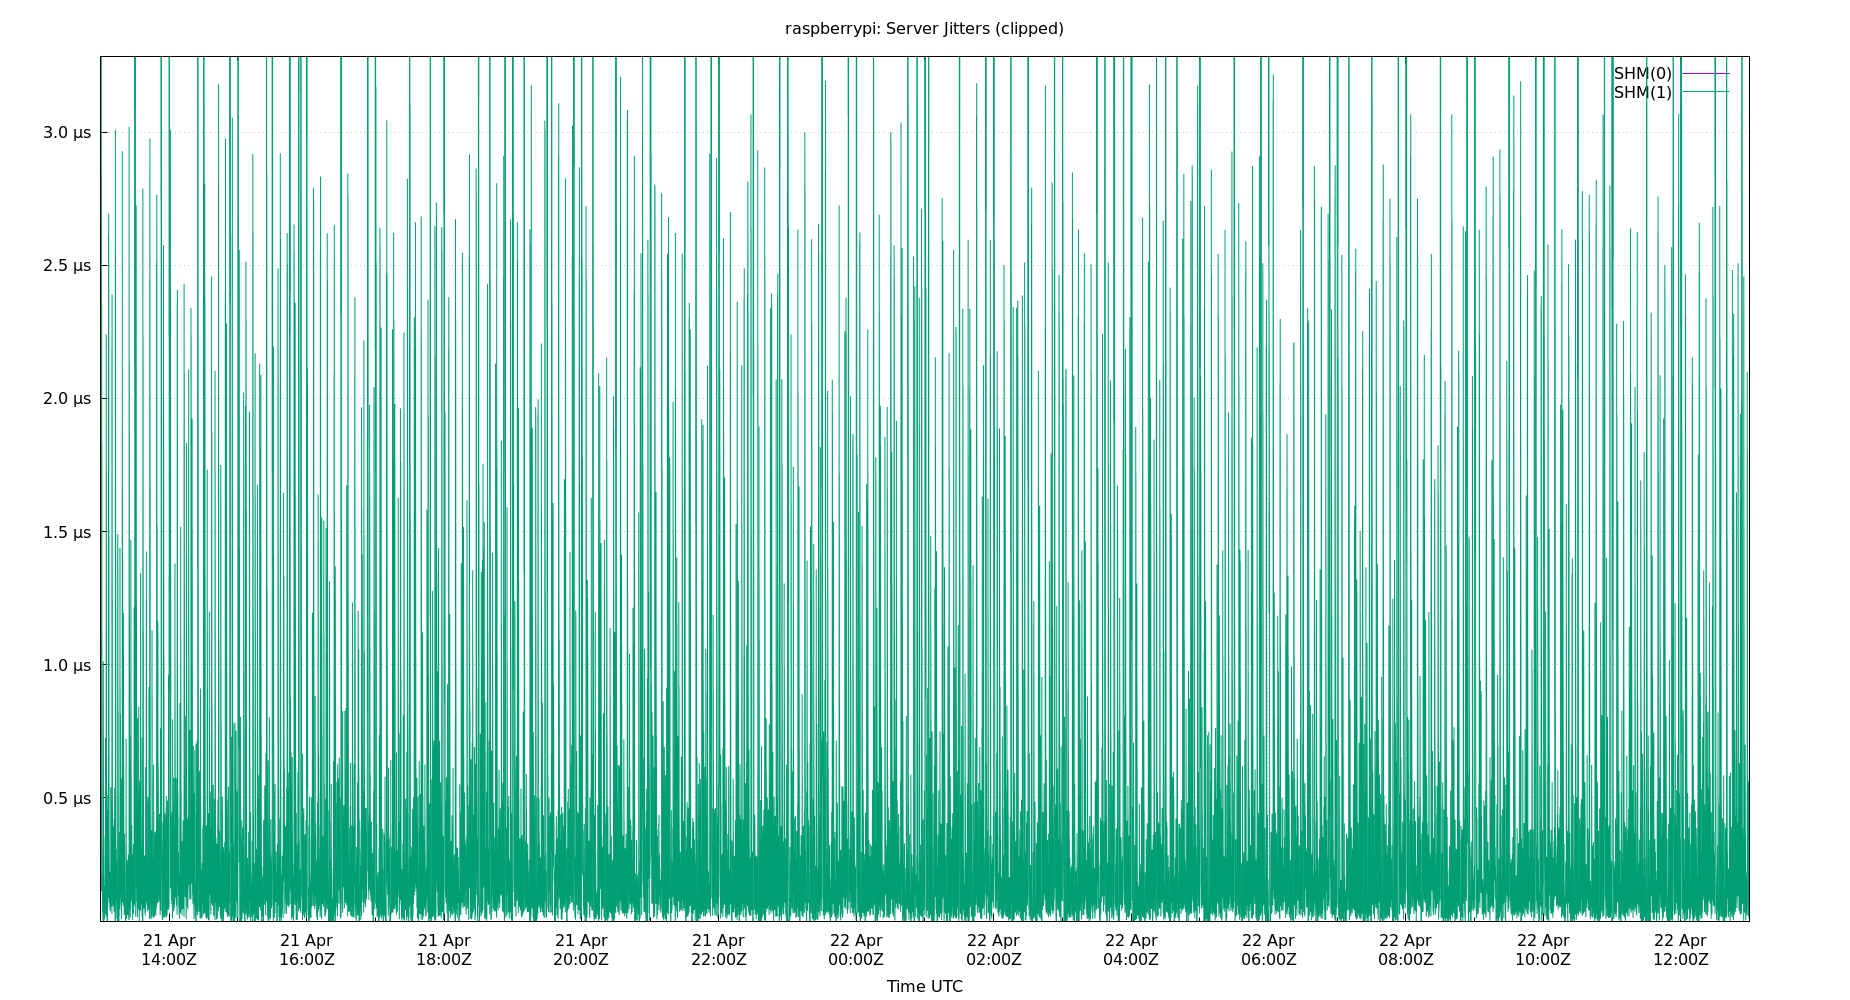 raspberrypi: Server Jitters (clipped)
SHM(0)
SHM(1)
3.0 µs
2.5 µs
2.0 µs
1.5 µs
1.0 µs
0.5 µs
21 Apr 21 Apr 21 Apr 21 Apr 21 Apr 22 Apr 22 Apr 22 Apr 22 Apr 22 Apr 22 Apr 22 Apr
14:00Z 16:00Z 18:00Z 20:00Z 22:00Z 00:00Z 02:00Z 04:00Z 06:00Z 08:00Z 10:00Z 12:00Z
Time UTC